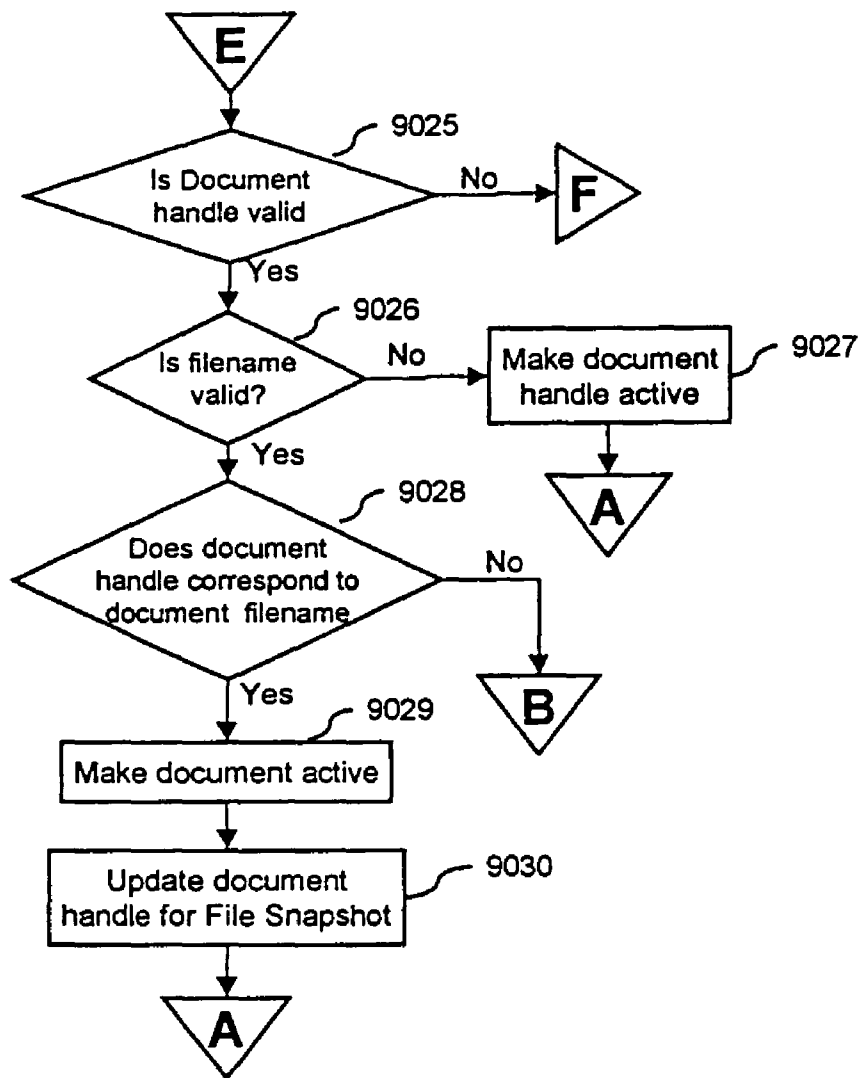 E
9025
Is Document
handle valid
No
F
Yes
9026
Is filename
valid?
No
Make document
handle active
9027
Yes
A
9028
Does document
handle correspond to
document filename
No
Yes
B
9029
Make document active
9030
Update document
handle for File Snapshot
A